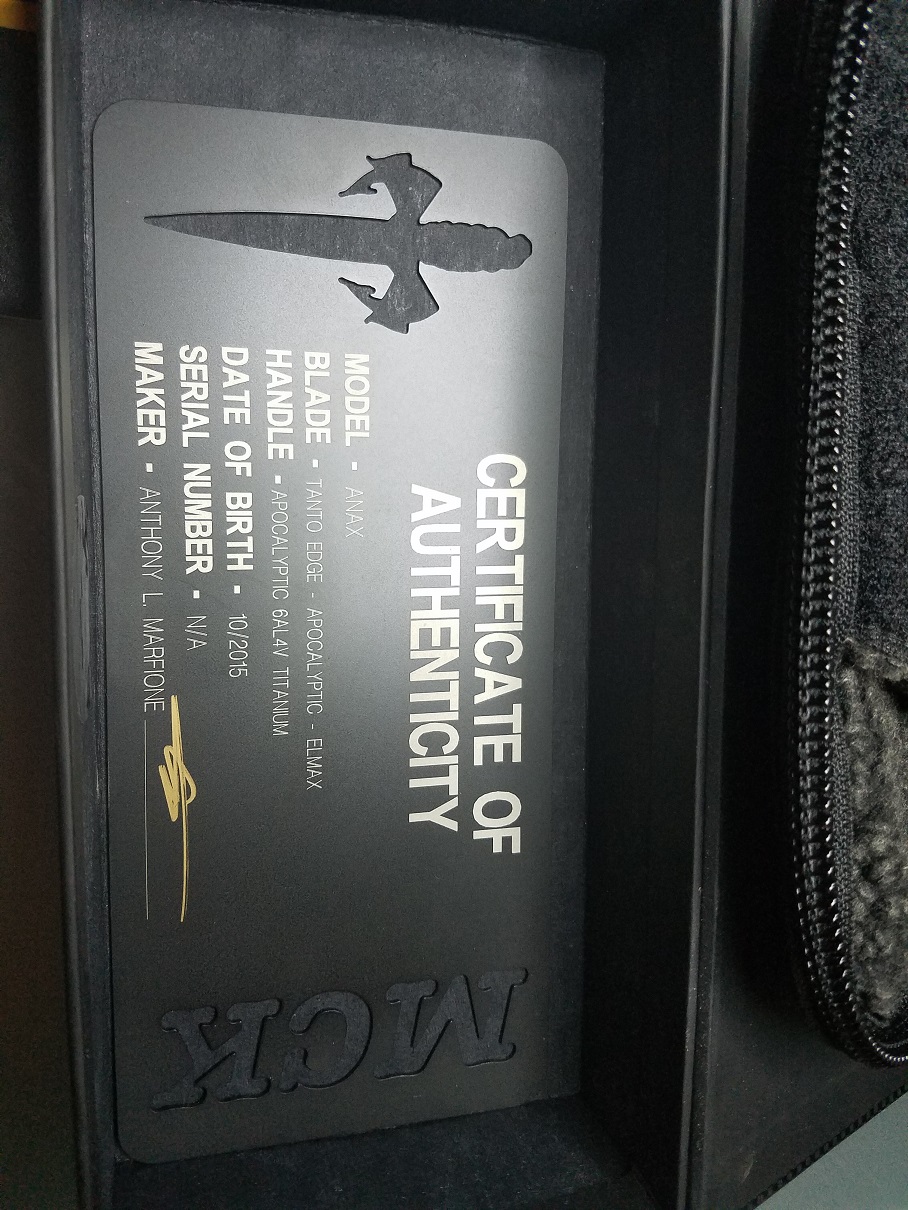 CERTIFICATE OF
AUTHENTICITY
MODEL - ANAX
BLADE - TANTO EDGE - APOCALYPTIC - ELMAX
HANDLE - APOCALYPTIC 6AL4V TITANIUM
DATE OF BIRTH - 10/2015
SERIAL NUMBER - N/A
MAKER - ANTHONY L. MARFIONE
MCK